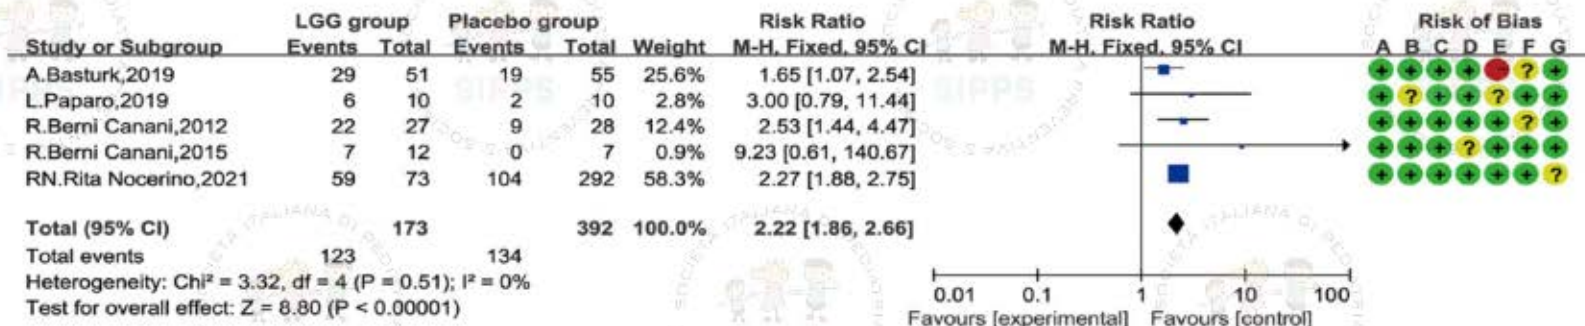 LGG group Placebo group Risk Ratio Risk Ratio Risk of Bias
Study or Subgroup Events Total Events Total Weight M-H, Fixed, 95% CI M-H, Fixed, 95% CI A B C D E F G
A.Basturk,2019 29 51 19 55 25.6% 1.65 [1.07, 2.54] + + + + - ? +
L.Paparo,2019 6 10 2 10 2.8% 3.00 [0.79, 11.44] + ? + + ? + +
R.Berni Canani,2012 22 27 9 28 12.4% 2.53 [1.44, 4.47] + + + + + ? +
R.Berni Canani,2015 7 12 0 7 0.9% 9.23 [0.61, 140.67] + + + ? + + +
RN.Rita Nocerino,2021 59 73 104 292 58.3% 2.27 [1.88, 2.75] + + + + + + ?
Total (95% CI) 173 392 100.0% 2.22 [1.86, 2.66]
Total events 123 134
Heterogeneity: Chi² = 3.32, df = 4 (P = 0.51); I² = 0%
Test for overall effect: Z = 8.80 (P < 0.00001)
0.01 0.1 1 10 100
Favours [experimental] Favours [control]
SIPPS
SIPPS